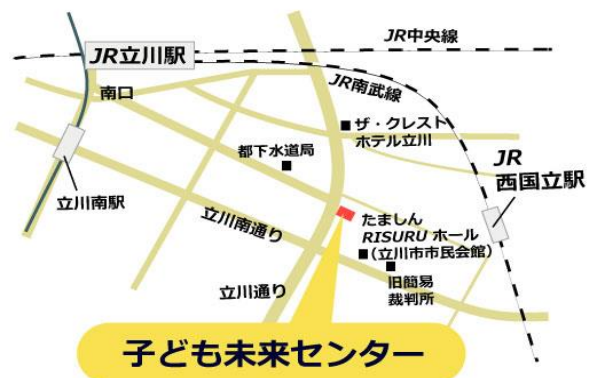 JR中央線
JR立川駅
JR南武線
南口
ザ・クレスト
ホテル立川
都下水道局
JR
西国立駅
立川南駅
立川南通り
たましん
RISURU ホール
(立川市市民会館)
旧簡易
裁判所
立川通り
子ども未来センター